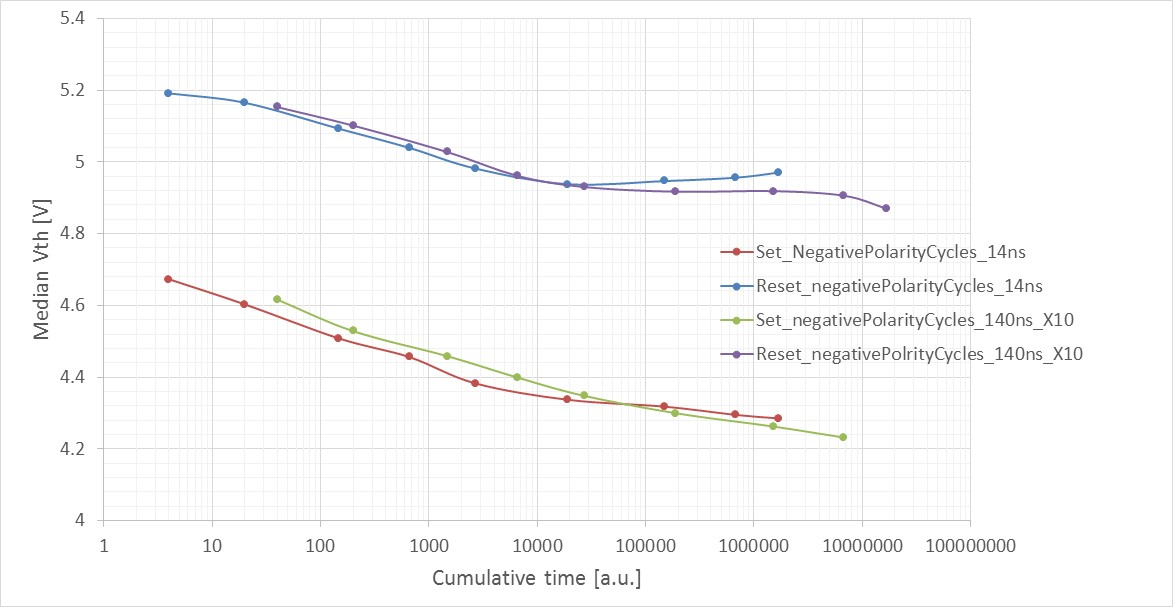 5.4
5.2
5
4.8
4.6
4.4
4.2
4
Median Vth [V]
1 10 100 1000 10000 100000 1000000 10000000 100000000
Cumulative time [a.u.]
Set_NegativePolarityCycles_14ns
Reset_negativePolarityCycles_14ns
Set_negativePolarityCycles_140ns_X10
Reset_negativePolrityCycles_140ns_X10